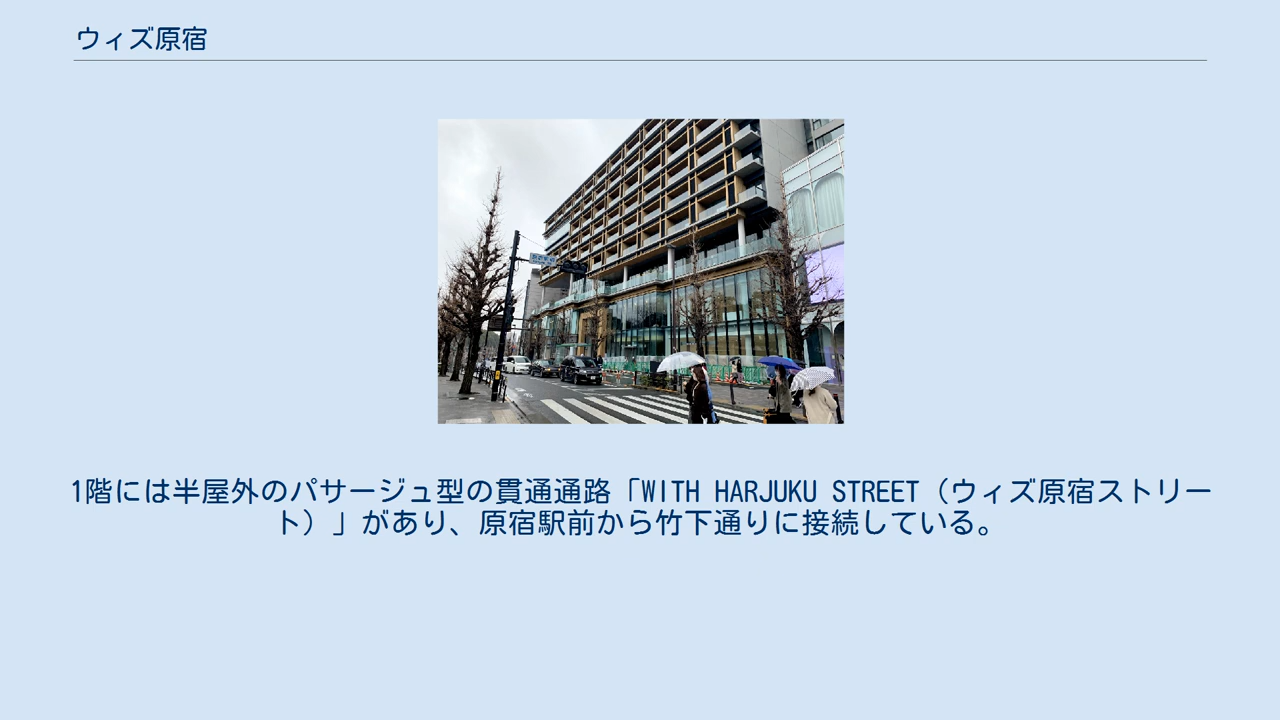 ウィズ原宿
1階には半屋外のパサージュ型の貫通通路「WITH HARJUKU STREET（ウィズ原宿ストリー
ト）」があり、原宿駅前から竹下通りに接続している。